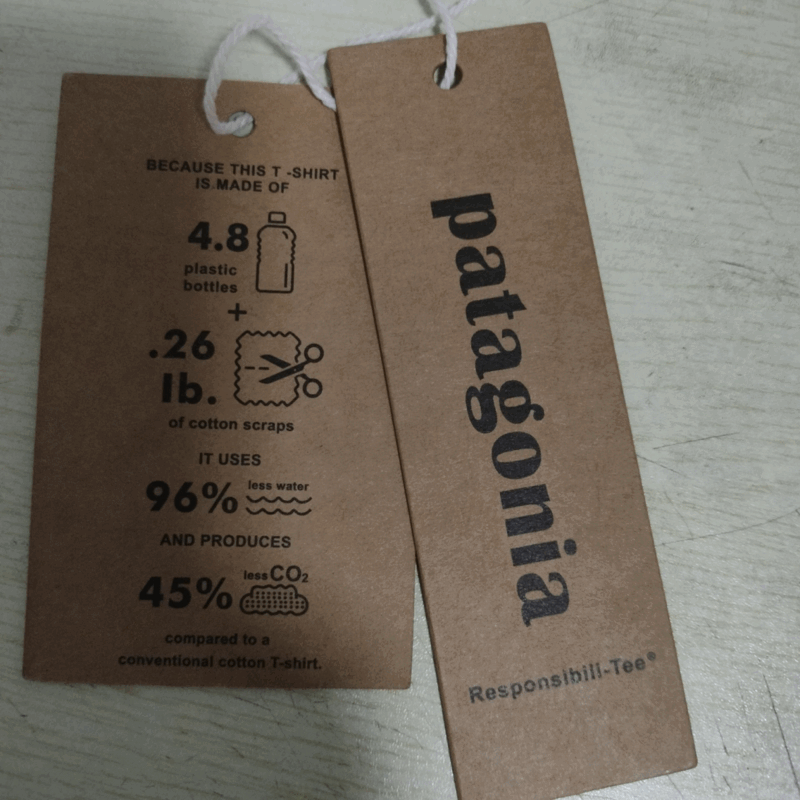 BECAUSE THIS T -SHIRT
IS MADE OF
4.8
plastic
bottles
+
.26
lb.
of cotton scraps
IT USES
96% less water
AND PRODUCES
45% less CO₂
compared to a
conventional cotton T-shirt.
patagonia
Responsibili-Tee®